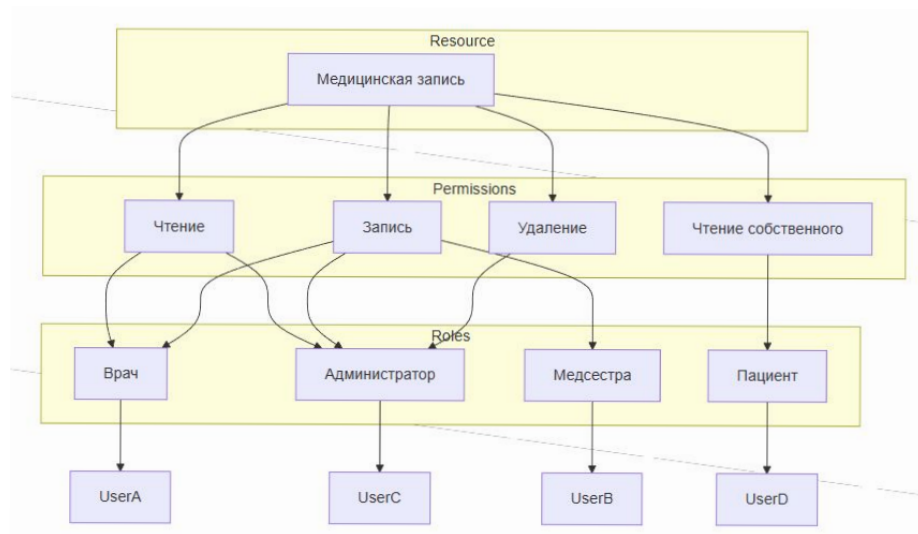 Resource
Медицинская запись
Permissions
Чтение
Запись
Удаление
Чтение собственного
Roles
Врач
Администратор
Медсестра
Пациент
UserA
UserC
UserB
UserD